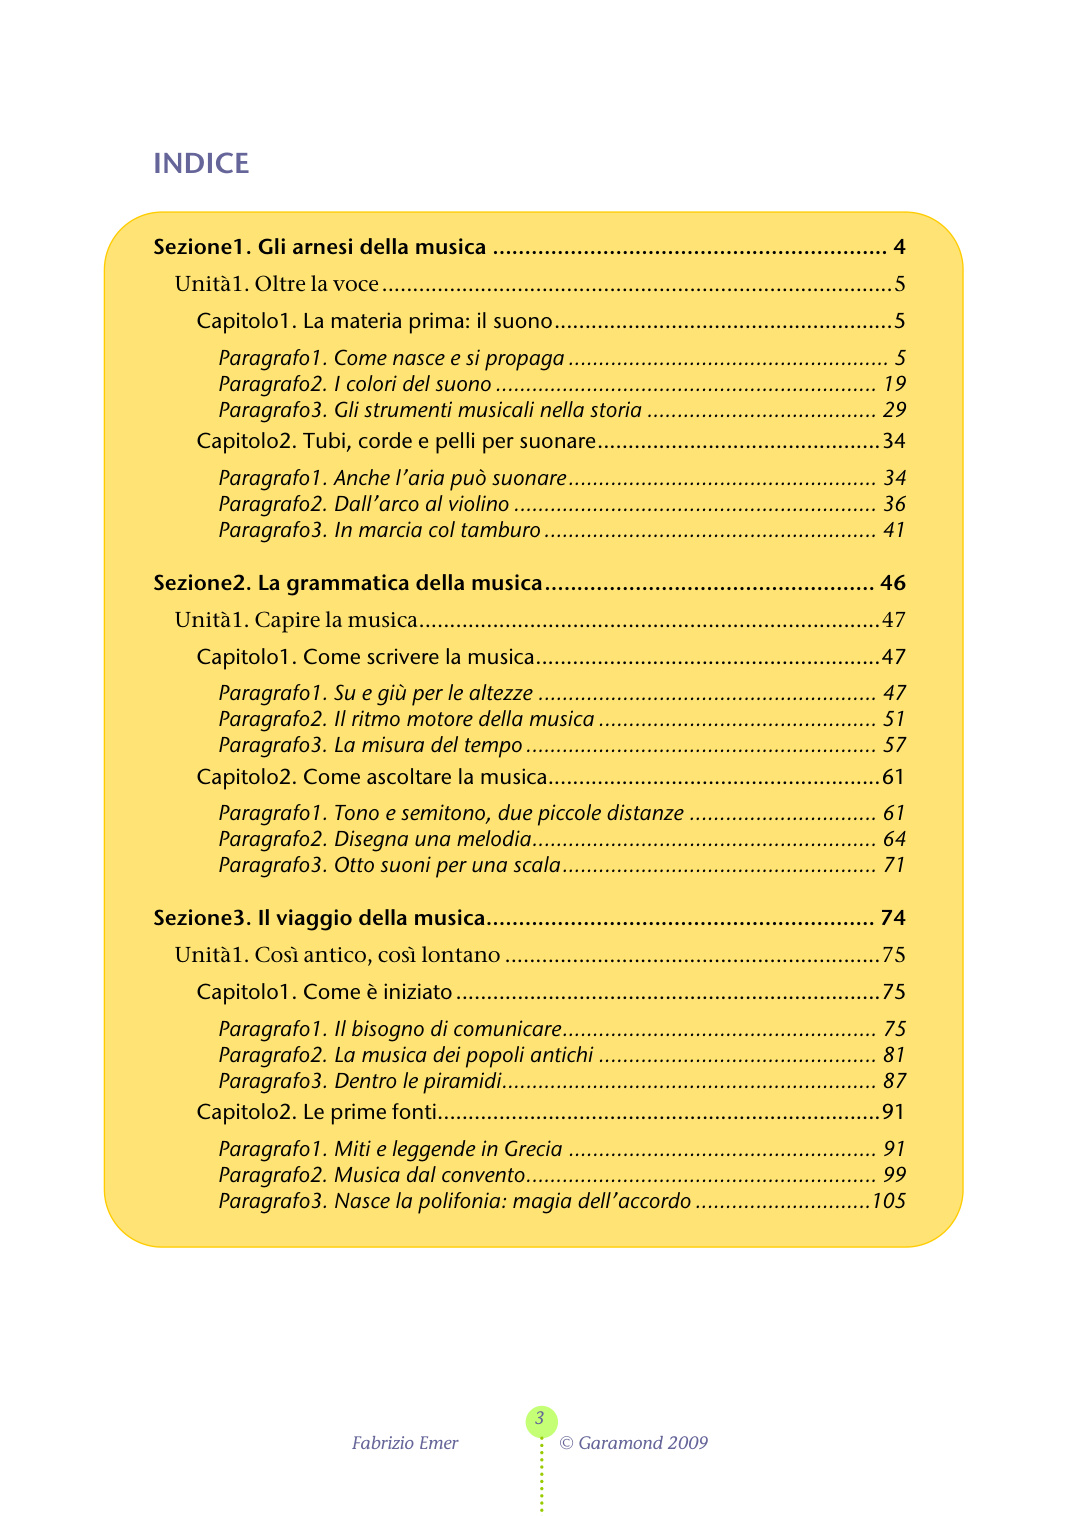 INDICE
Sezione1. Gli arnesi della musica ............................................................. 4
Unità1. Oltre la voce...................................................................................5
Capitolo1. La materia prima: il suono.......................................................5
Paragrafo1. Come nasce e si propaga ..................................................... 5
Paragrafo2. I colori del suono ............................................................... 19
Paragrafo3. Gli strumenti musicali nella storia ...................................... 29
Capitolo2. Tubi, corde e pelli per suonare..............................................34
Paragrafo1. Anche l’aria può suonare................................................... 34
Paragrafo2. Dall’arco al violino ............................................................ 36
Paragrafo3. In marcia col tamburo ....................................................... 41
Sezione2. La grammatica della musica................................................... 46
Unità1. Capire la musica...........................................................................47
Capitolo1. Come scrivere la musica........................................................47
Paragrafo1. Su e giù per le altezze ........................................................ 47
Paragrafo2. Il ritmo motore della musica .............................................. 51
Paragrafo3. La misura del tempo .......................................................... 57
Capitolo2. Come ascoltare la musica......................................................61
Paragrafo1. Tono e semitono, due piccole distanze ............................... 61
Paragrafo2. Disegna una melodia......................................................... 64
Paragrafo3. Otto suoni per una scala.................................................... 71
Sezione3. Il viaggio della musica............................................................ 74
Unità1. Così antico, così lontano .............................................................75
Capitolo1. Come è iniziato .....................................................................75
Paragrafo1. Il bisogno di comunicare.................................................... 75
Paragrafo2. La musica dei popoli antichi .............................................. 81
Paragrafo3. Dentro le piramidi.............................................................. 87
Capitolo2. Le prime fonti........................................................................91
Paragrafo1. Miti e leggende in Grecia ................................................... 91
Paragrafo2. Musica dal convento.......................................................... 99
Paragrafo3. Nasce la polifonia: magia dell’accordo .............................105
3
Fabrizio Emer © Garamond 2009